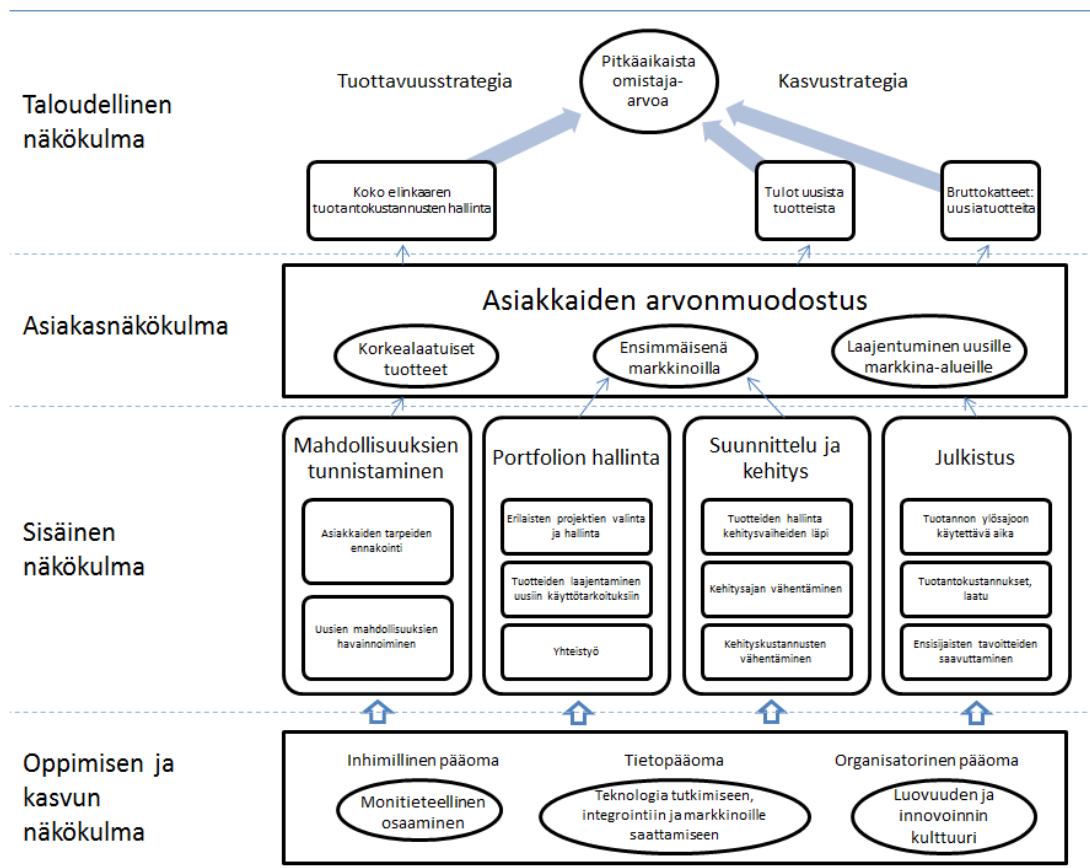 Taloudellinen
näkökulma
Tuottavuusstrategia
Pitkäaikaista
omistaja-
arvoa
Kasvustrategia
Koko elinkaaren
tuotantokustannusten hallinta
Tulot uusista
tuotteista
Bruttokatteet:
uusia tuotteita
Asiakasnäkökulma
Asiakkaiden arvonmuodostus
Korkealaatuiset
tuotteet
Ensimmäisenä
markkinoilla
Laajentuminen uusille
markkina-alueille
Sisäinen
näkökulma
Mahdollisuuksien
tunnistaminen
Asiakkaiden tarpeiden
ennakointi
Uusien mahdollisuuksien
havainnoiminen
Portfolion hallinta
Erilaisten projektien valinta
ja hallinta
Tuotteiden laajentaminen
uusiin käyttötarkoituksiin
Yhteistyö
Suunnittelu ja
kehitys
Tuotteiden hallinta
kehitysvaiheiden läpi
Kehitysajan vähentäminen
Kehityskustannusten
vähentäminen
Julkistus
Tuotannon ylösajoon
käytettävä aika
Tuotantokustannukset,
laatu
Ensisijaisten tavoitteiden
saavuttaminen
Oppimisen ja
kasvun
näkökulma
Inhimillinen pääoma
Monitieteellinen
osaaminen
Tietopääoma
Teknologia tutkimiseen,
integrointiin ja markkinoille
saattamiseen
Organisatorinen pääoma
Luovuuden ja
innovoinnin
kulttuuri